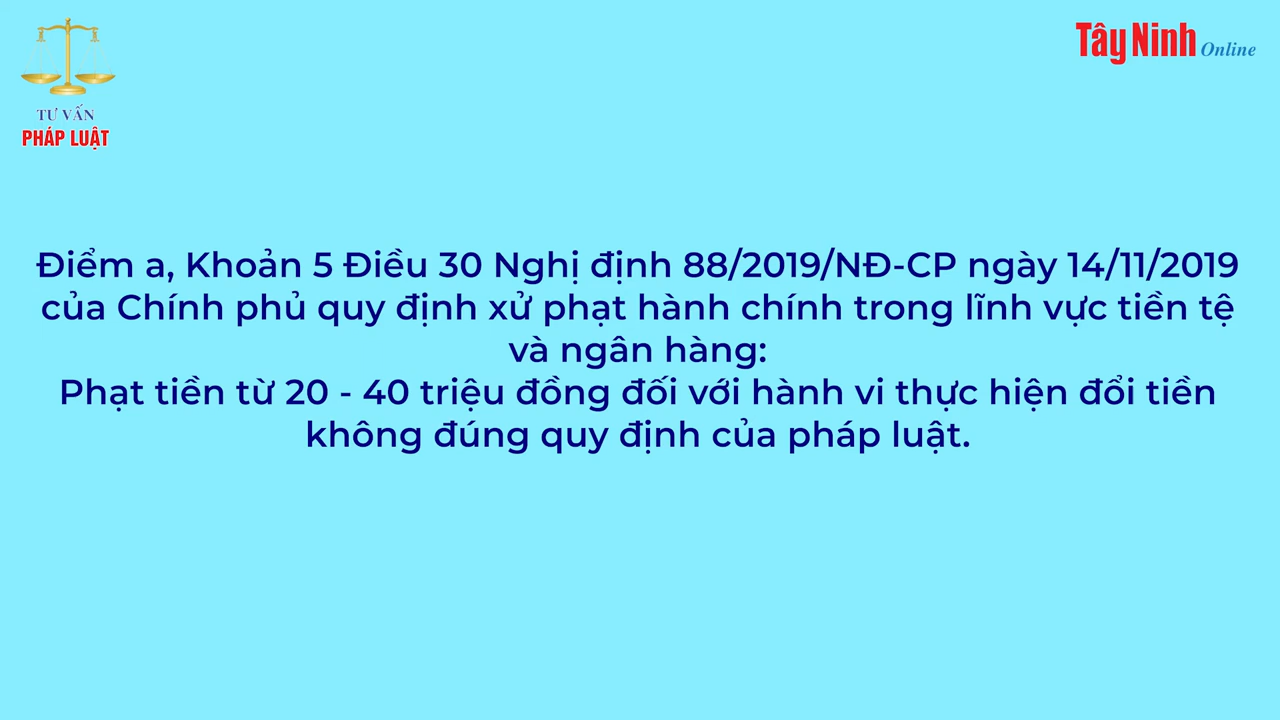 TƯ VẤN
PHÁP LUẬT
Tây Ninh Online
Điểm a, Khoản 5 Điều 30 Nghị định 88/2019/NĐ-CP ngày 14/11/2019
của Chính phủ quy định xử phạt hành chính trong lĩnh vực tiền tệ
và ngân hàng:
Phạt tiền từ 20 - 40 triệu đồng đối với hành vi thực hiện đổi tiền
không đúng quy định của pháp luật.